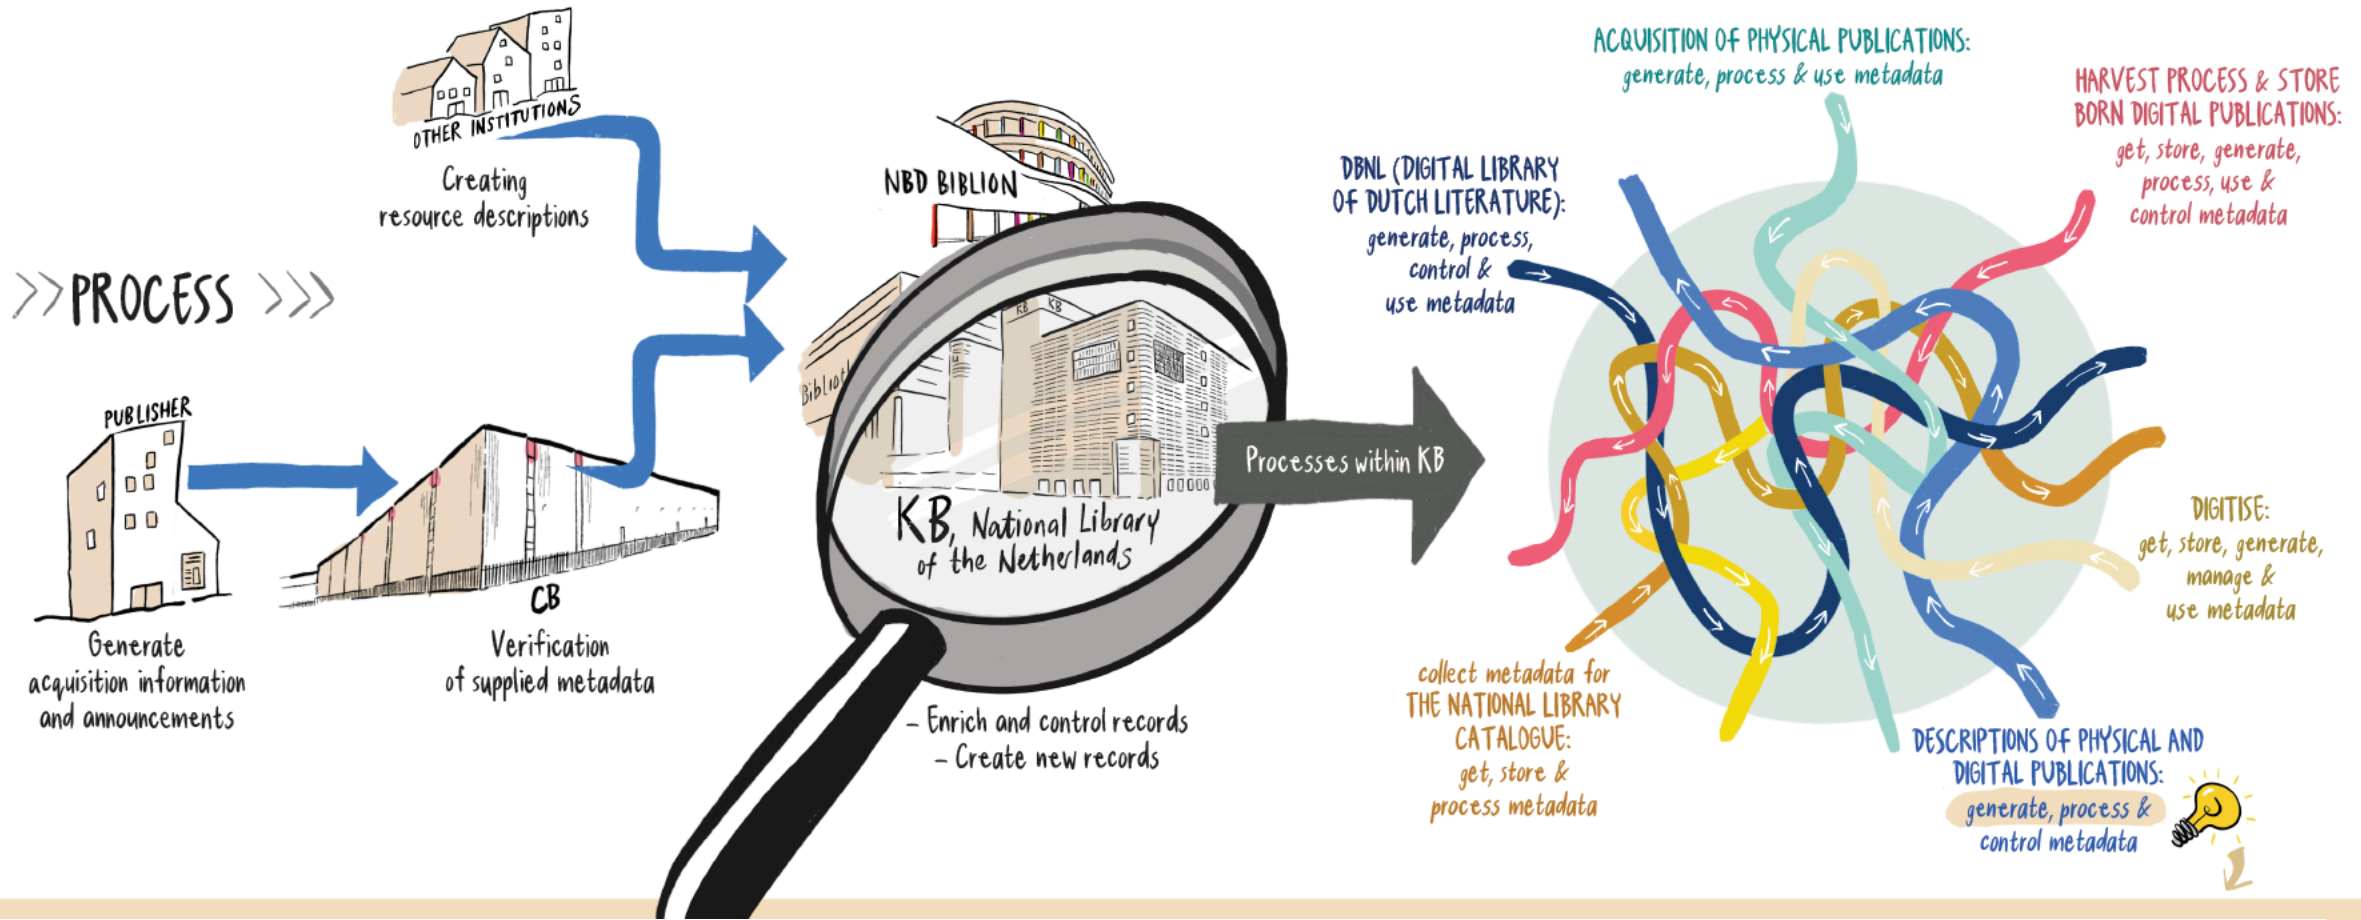 >>PROCESS >>>
OTHER INSTITUTIONS
Creating
resource descriptions
PUBLISHER
Generate
acquisition information
and announcements
CB
Verification
of supplied metadata
NBD BIBLION
KB
KB
KB, National Library
of the Netherlands
- Enrich and control records
- Create new records
Processes within KB
ACQUISITION OF PHYSICAL PUBLICATIONS:
generate, process & use metadata
HARVEST PROCESS & STORE
BORN DIGITAL PUBLICATIONS:
get, store, generate,
process, use &
control metadata
DBNL (DIGITAL LIBRARY
OF DUTCH LITERATURE):
generate, process,
control &
use metadata
DIGITISE:
get, store, generate,
manage &
use metadata
collect metadata for
THE NATIONAL LIBRARY
CATALOGUE:
get, store &
process metadata
DESCRIPTIONS OF PHYSICAL AND
DIGITAL PUBLICATIONS:
generate, process &
control metadata